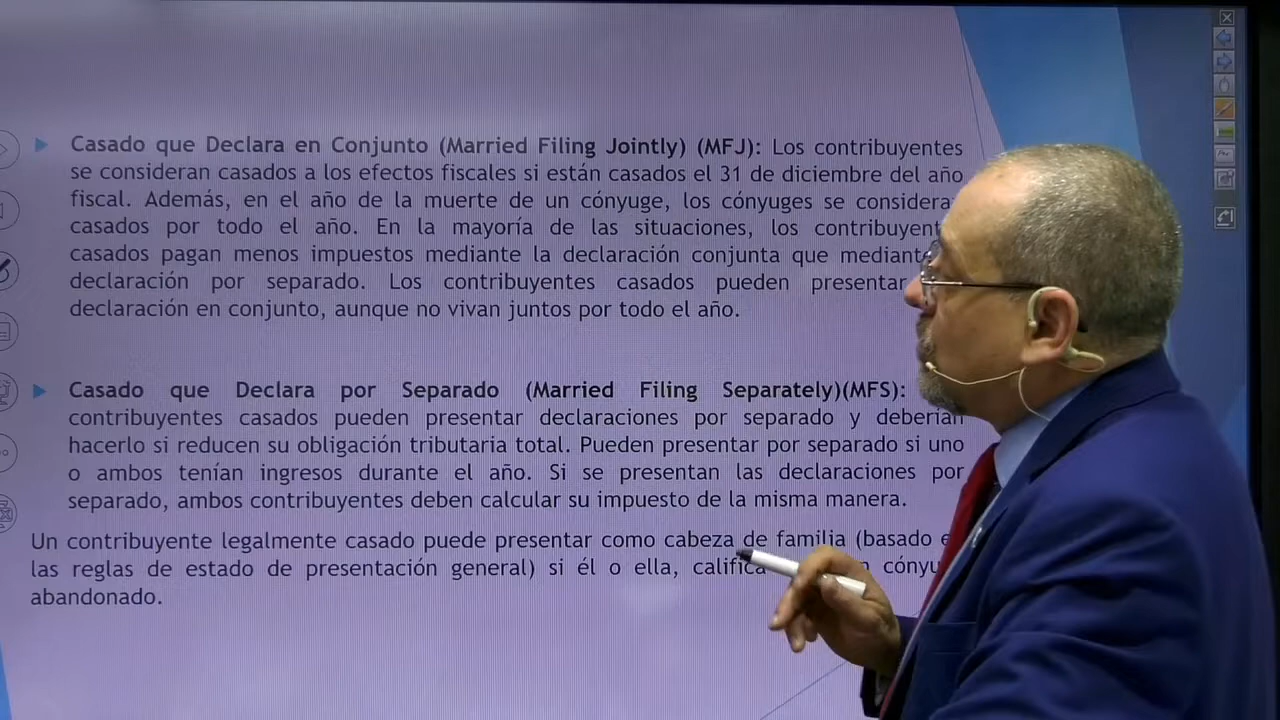 Casado que Declara en Conjunto (Married Filing Jointly) (MFJ): Los contribuyentes
se consideran casados a los efectos fiscales si están casados el 31 de diciembre del año
fiscal. Además, en el año de la muerte de un cónyuge, los cónyuges se considera
casados por todo el año. En la mayoría de las situaciones, los contribuyent
casados pagan menos impuestos mediante la declaración conjunta que mediant
declaración por separado. Los contribuyentes casados pueden presentar
declaración en conjunto, aunque no vivan juntos por todo el año.
Casado que Declara por Separado (Married Filing Separately)(MFS):
contribuyentes casados pueden presentar declaraciones por separado y deberían
hacerlo si reducen su obligación tributaria total. Pueden presentar por separado si uno
o ambos tenían ingresos durante el año. Si se presentan las declaraciones por
separado, ambos contribuyentes deben calcular su impuesto de la misma manera.
Un contribuyente legalmente casado puede presentar como cabeza de familia (basado e
las reglas de estado de presentación general) si él o ella, califica cónyu
abandonado.